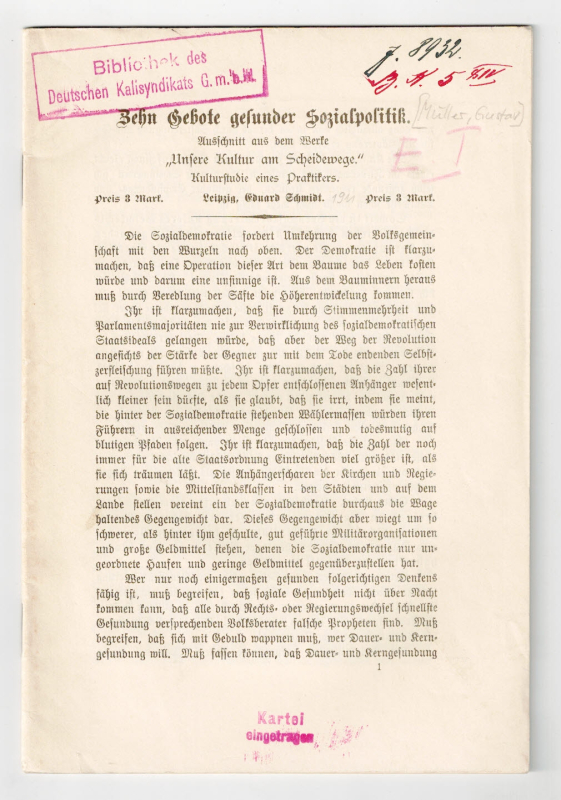 Bibliothek des
Deutschen Kalisyndikats G. m. b. H.
J. 8932.
B. H. 5
Zehn Gebote gesunder Sozialpolitik. [Müller, Gustav]
Ausschnitt aus dem Werke
E I
„Unsere Kultur am Scheidewege.“
Kulturstudie eines Praktikers.
Preis 3 Mark. Leipzig, Eduard Schmidt. Preis 3 Mark.
Die Sozialdemokratie fordert Umkehrung der Volksgemein-
schaft mit den Wurzeln nach oben. Der Demokratie ist klarzu-
machen, daß eine Operation dieser Art dem Baume das Leben kosten
würde und darum eine unsinnige ist. Aus dem Bauminnern heraus
muß durch Veredlung der Säfte die Höherentwickelung kommen.
Ihr ist klarzumachen, daß sie durch Stimmenmehrheit und
Parlamentsmajoritäten nie zur Verwirklichung des sozialdemokratischen
Staatsideals gelangen würde, daß aber der Weg der Revolution
angesichts der Stärke der Gegner zur mit dem Tode endenden Selbst-
zerfleischung führen müßte. Ihr ist klarzumachen, daß die Zahl ihrer
auf Revolutionswegen zu jedem Opfer entschlossenen Anhänger wesent-
lich kleiner sein dürfte, als sie glaubt, daß sie irrt, indem sie meint,
die hinter der Sozialdemokratie stehenden Wählermassen würden ihren
Führern in ausreichender Menge geschlossen und todesmutig auf
blutigen Pfaden folgen. Ihr ist klarzumachen, daß die Zahl der noch
immer für die alte Staatsordnung Eintretenden viel größer ist, als
sie sich träumen läßt. Die Anhängerscharen der Kirchen und Regie-
rungen sowie die Mittelstandsklassen in den Städten und auf dem
Lande stellen vereint ein der Sozialdemokratie durchaus die Wage
haltendes Gegengewicht dar. Dieses Gegengewicht aber wiegt um so
schwerer, als hinter ihm geschulte, gut geführte Militärorganisationen
und große Geldmittel stehen, denen die Sozialdemokratie nur un-
geordnete Haufen und geringe Geldmittel gegenüberzustellen hat.
Wer nur noch einigermaßen gesunden folgerichtigen Denkens
fähig ist, muß begreifen, daß soziale Gesundheit nicht über Nacht
kommen kann, daß alle durch Rechts- oder Regierungswechsel schnellste
Gesundung versprechenden Volksberater falsche Propheten sind. Muß
begreifen, daß sich mit Geduld wappnen muß, wer Dauer- und Kern-
gesundung will. Muß fassen können, daß Dauer- und Kerngesundung
1
Kartei
eingetragen